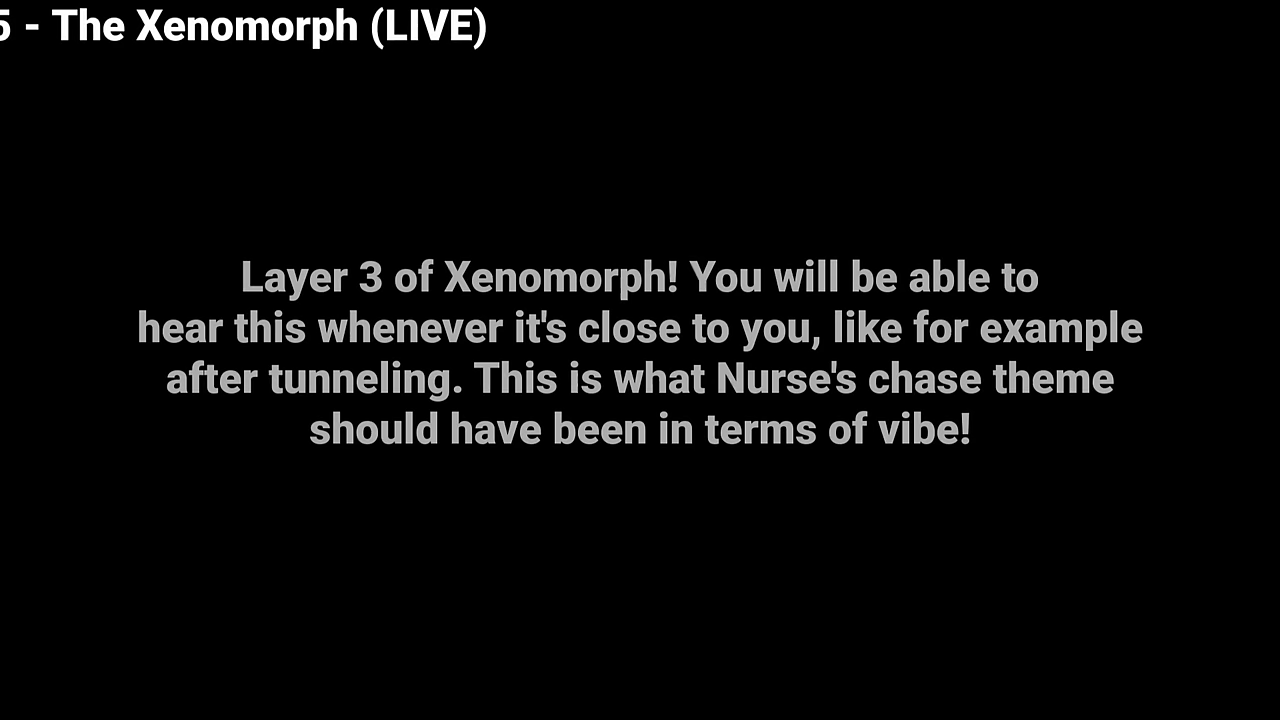 5 - The Xenomorph (LIVE)
Layer 3 of Xenomorph! You will be able to
hear this whenever it's close to you, like for example
after tunneling. This is what Nurse's chase theme
should have been in terms of vibe!